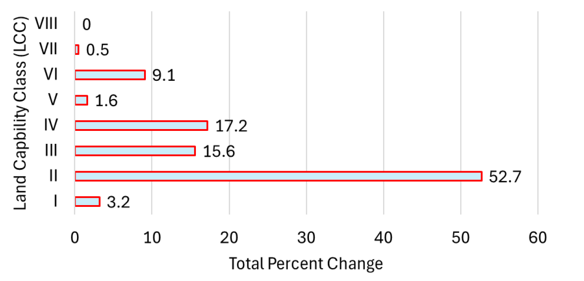 Land Capbility Class (LCC)
VIII 0
VII 0.5
VI 9.1
V 1.6
IV 17.2
III 15.6
II 52.7
I 3.2
0 10 20 30 40 50 60
Total Percent Change